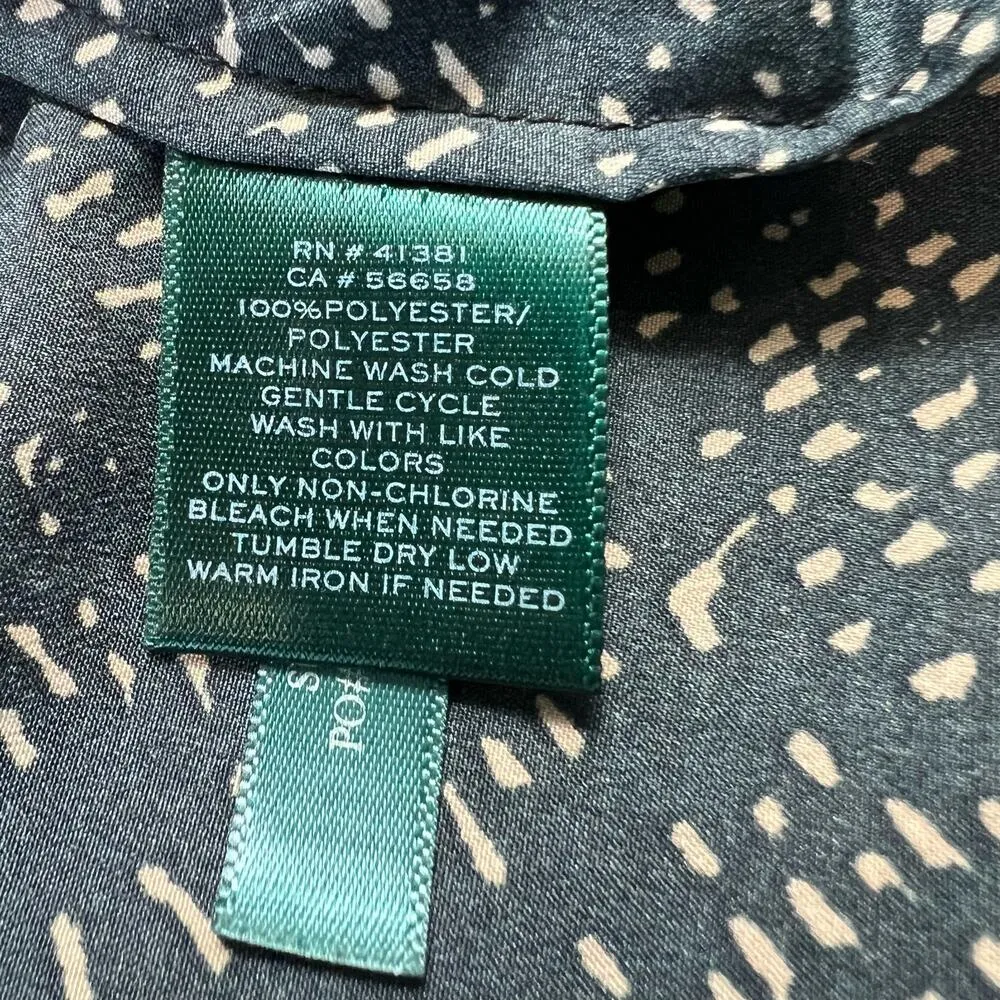 RN # 41381
CA # 56658
100%POLYESTER/
POLYESTER
MACHINE WASH COLD
GENTLE CYCLE
WASH WITH LIKE
COLORS
ONLY NON-CHLORINE
BLEACH WHEN NEEDED
TUMBLE DRY LOW
WARM IRON IF NEEDED
S
PO#